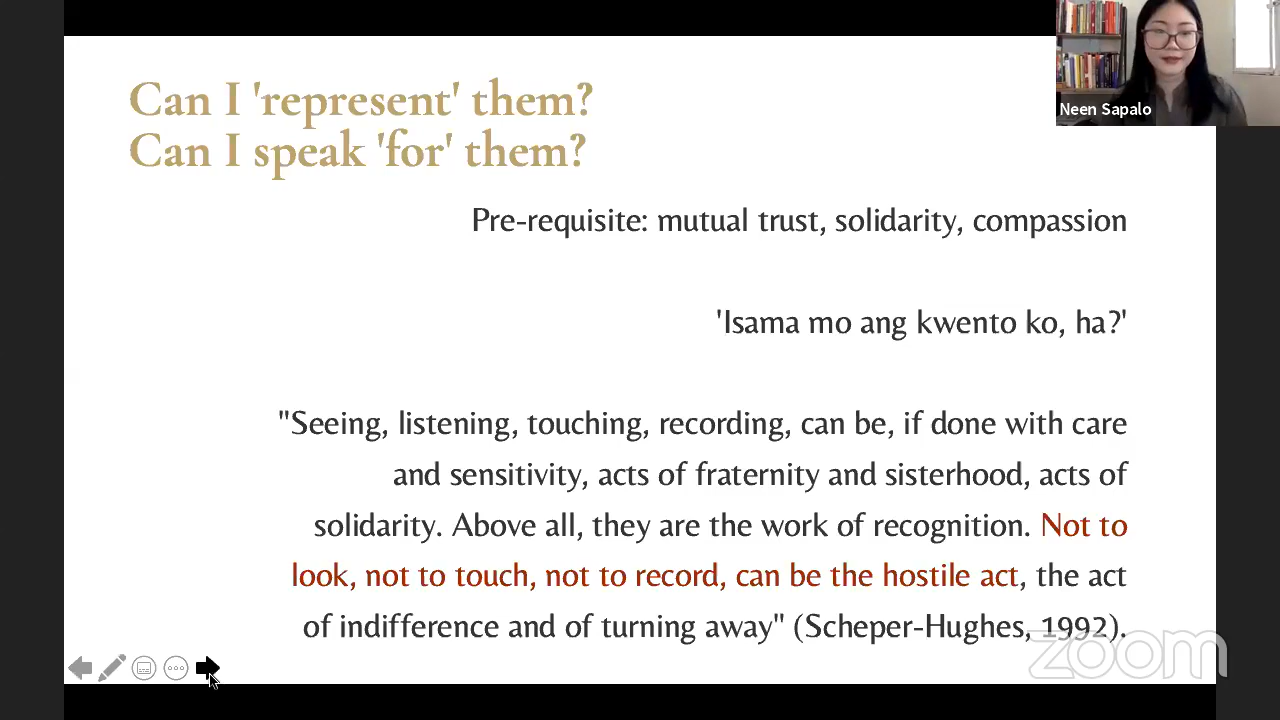 Can I 'represent' them?
Can I speak 'for' them?
Neen Sapalo
Pre-requisite: mutual trust, solidarity, compassion
'Isama mo ang kwento ko, ha?'
"Seeing, listening, touching, recording, can be, if done with care
and sensitivity, acts of fraternity and sisterhood, acts of
solidarity. Above all, they are the work of recognition. Not to
look, not to touch, not to record, can be the hostile act, the act
of indifference and of turning away" (Scheper-Hughes, 1992).
zoom